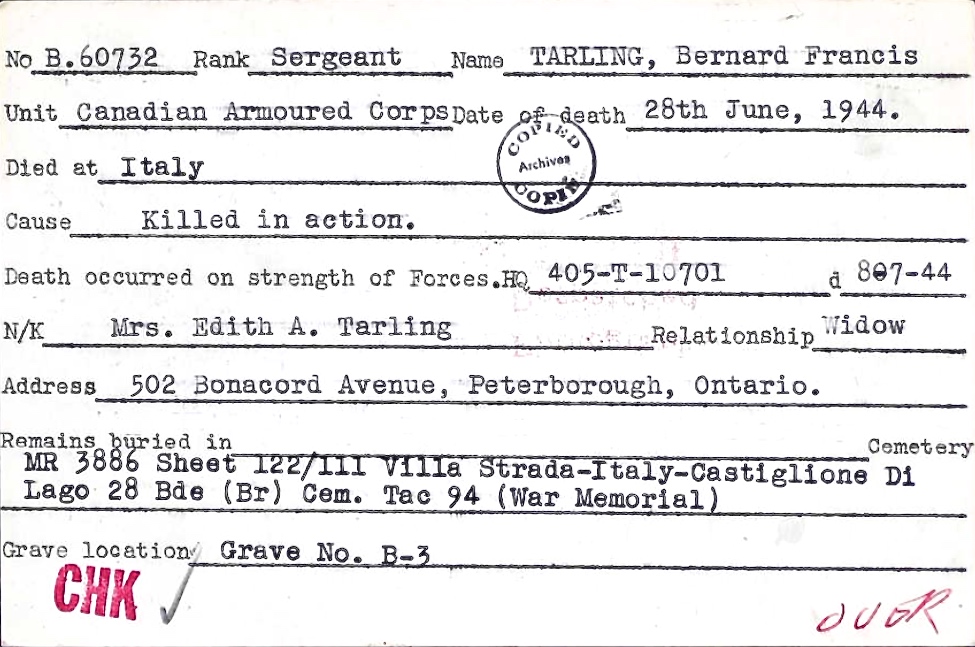 No B.60732 Rank Sergeant Name TARLING, Bernard Francis
Unit Canadian Armoured Corps Date of death 28th June, 1944.
COPIED
Archives
COPIED
Died at Italy
Cause Killed in action.
Death occurred on strength of Forces. HQ 405-T-10701 d 807-44
N/K Mrs. Edith A. Tarling Relationship Widow
Address 502 Bonacord Avenue, Peterborough, Ontario.
Remains buried in Cemetery
MR 3886 Sheet 122/III Villa Strada-Italy-Castiglione Di
Lago 28 Bde (Br) Cem. Tac 94 (War Memorial)
Grave location Grave No. B-3
CHK
OVER